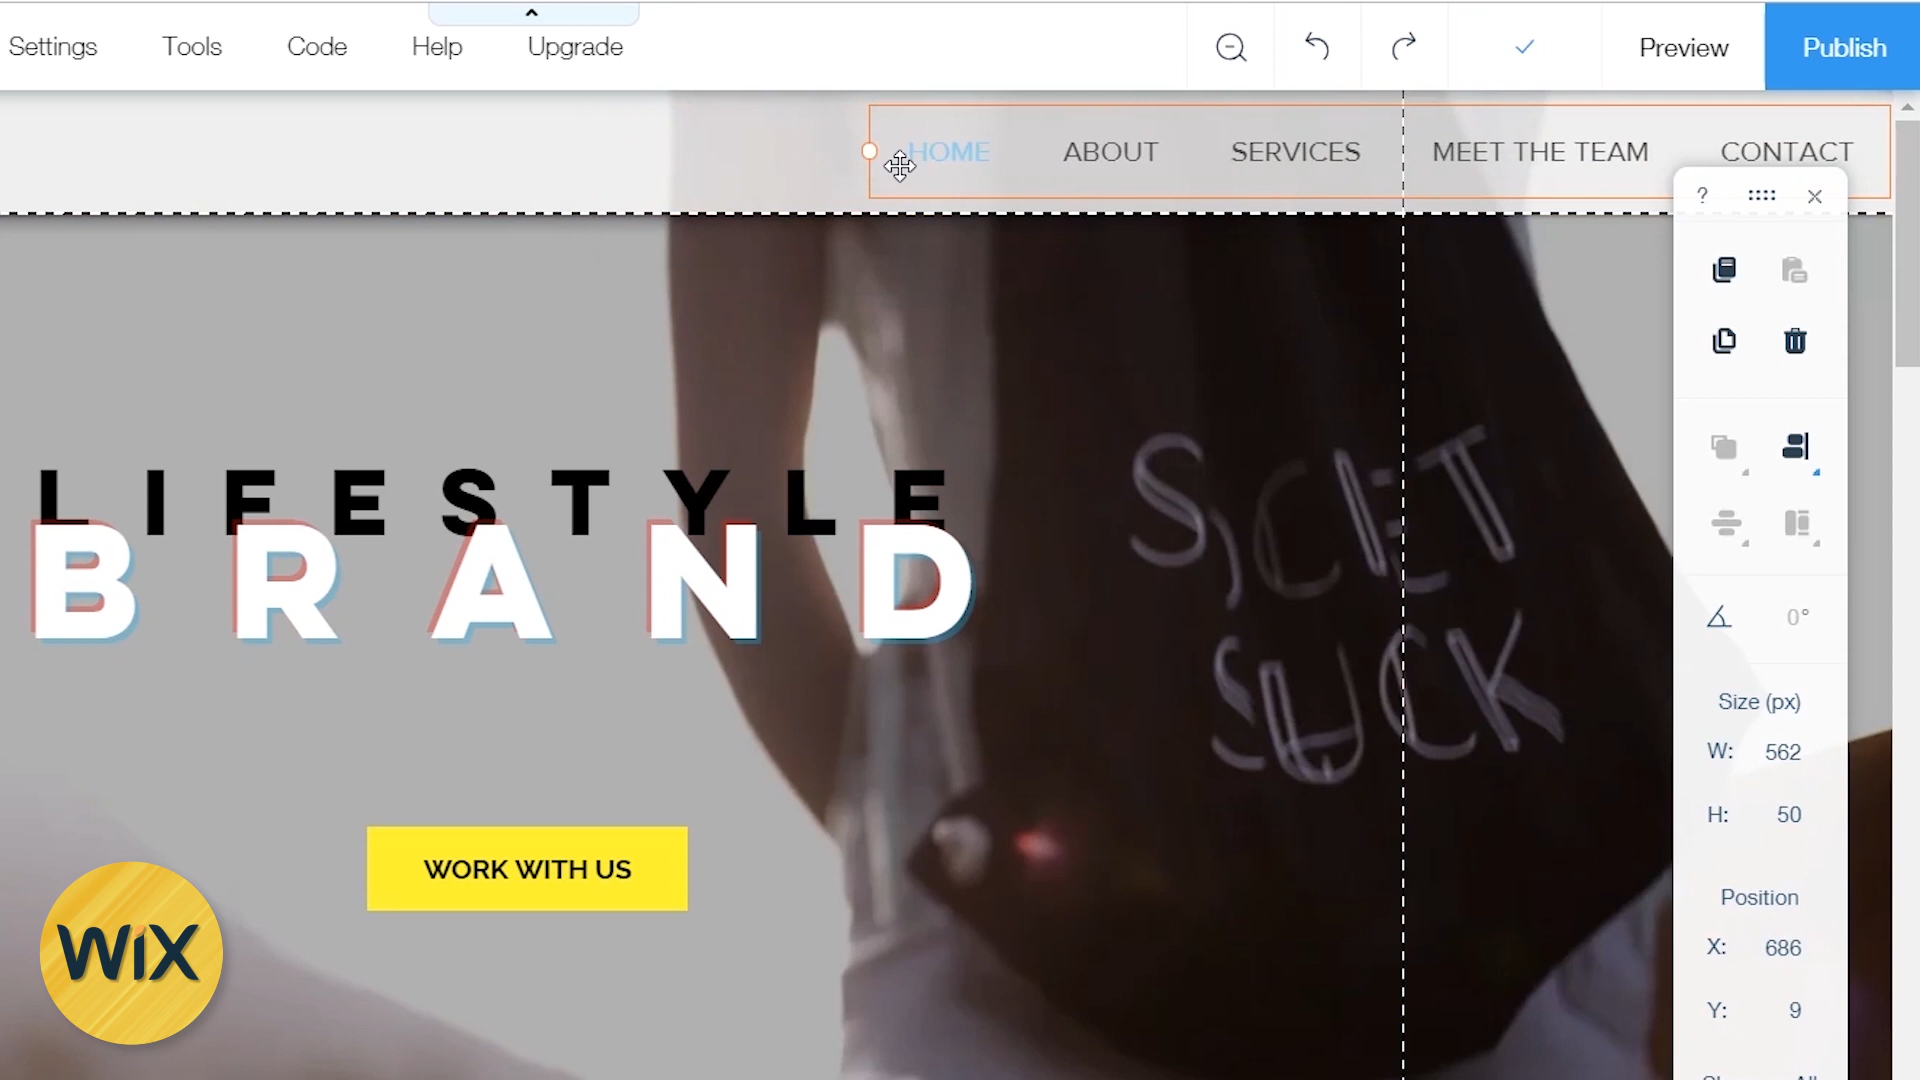 Settings Tools Code Help Upgrade Preview Publish
HOME ABOUT SERVICES MEET THE TEAM CONTACT
?
LIFESTYLE
BRAND
SUCK
0°
Size (px)
W: 562
H: 50
WORK WITH US
Position
X: 686
Y: 9
WiX